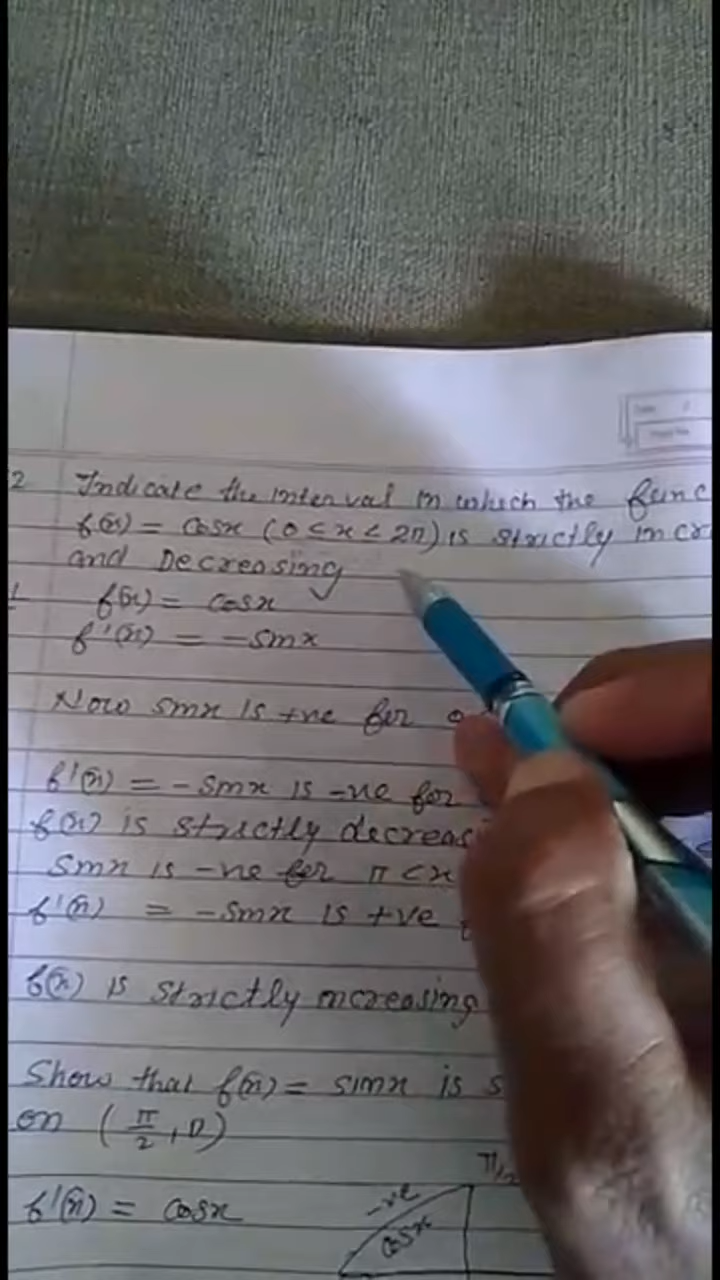 2 Indicate the interval in which the func
f(x) = cosx (0 ≤ x ≤ 2π) is strictly incr
and Decreasing
f(x) = cosx
f'(x) = -sinx
Now sinx is +ve for 0
f'(x) = -sinx is -ve for
f(x) is strictly decreasi
sinx is -ve for π < x
f'(x) = -sinx is +ve
f(x) is strictly increasing
Show that f(x) = sinx is s
on (π/2, π)
π/2
f'(x) = cosx
-ve
cosx